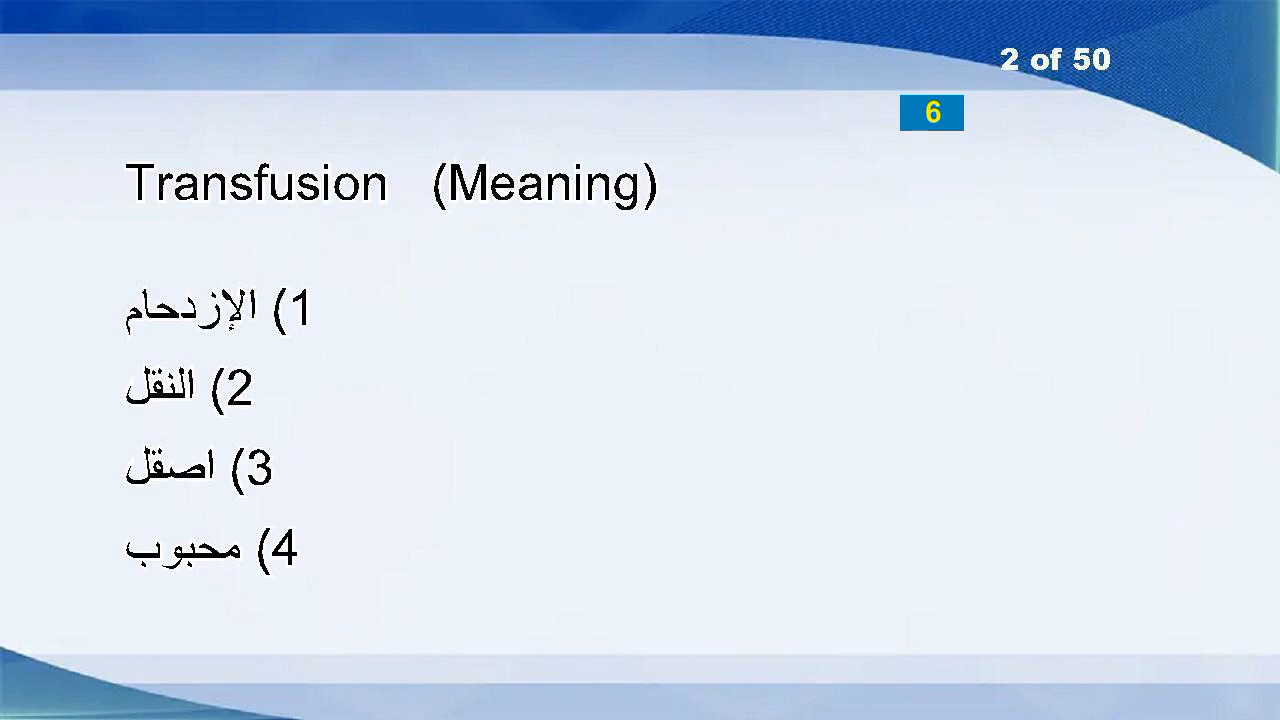 2 of 50
6
Transfusion (Meaning)
1) الإزدحام
2) النقل
3) اصقل
4) محبوب